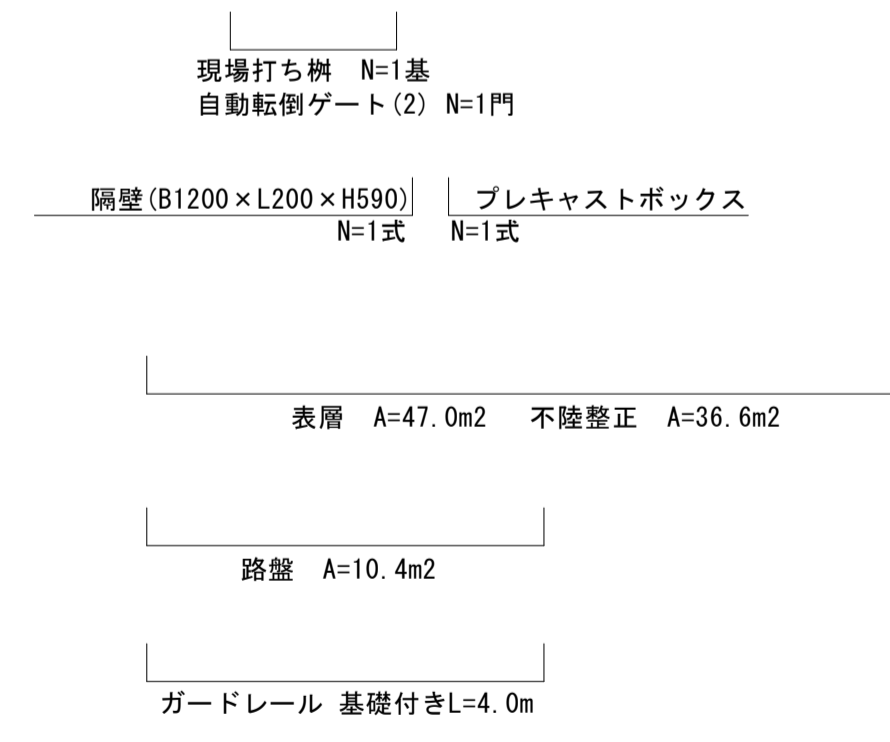 現場打ち桝　N=1基
自動転倒ゲート(2) N=1門
隔壁(B1200×L200×H590)　プレキャストボックス
N=1式　N=1式
表層　A=47.0m2　不陸整正　A=36.6m2
路盤　A=10.4m2
ガードレール 基礎付きL=4.0m